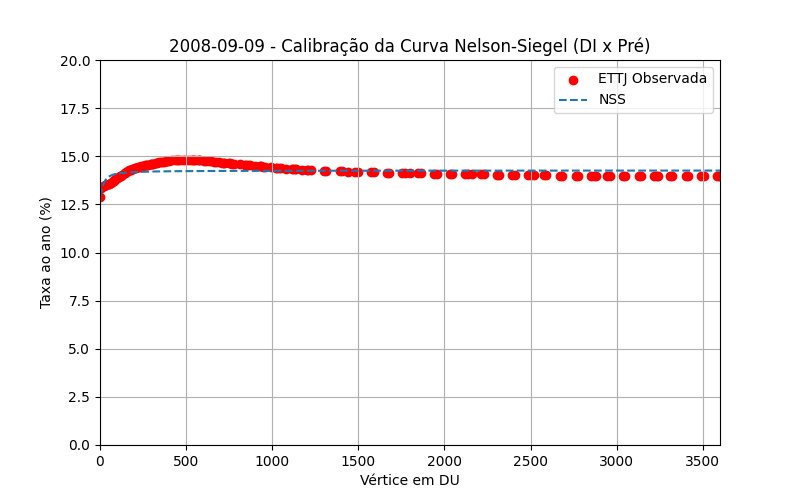 2008-09-09 - Calibração da Curva Nelson-Siegel (DI x Pré)
ETTJ Observada
NSS
Taxa ao ano (%)
20.0
17.5
15.0
12.5
10.0
7.5
5.0
2.5
0.0
0 500 1000 1500 2000 2500 3000 3500
Vértice em DU